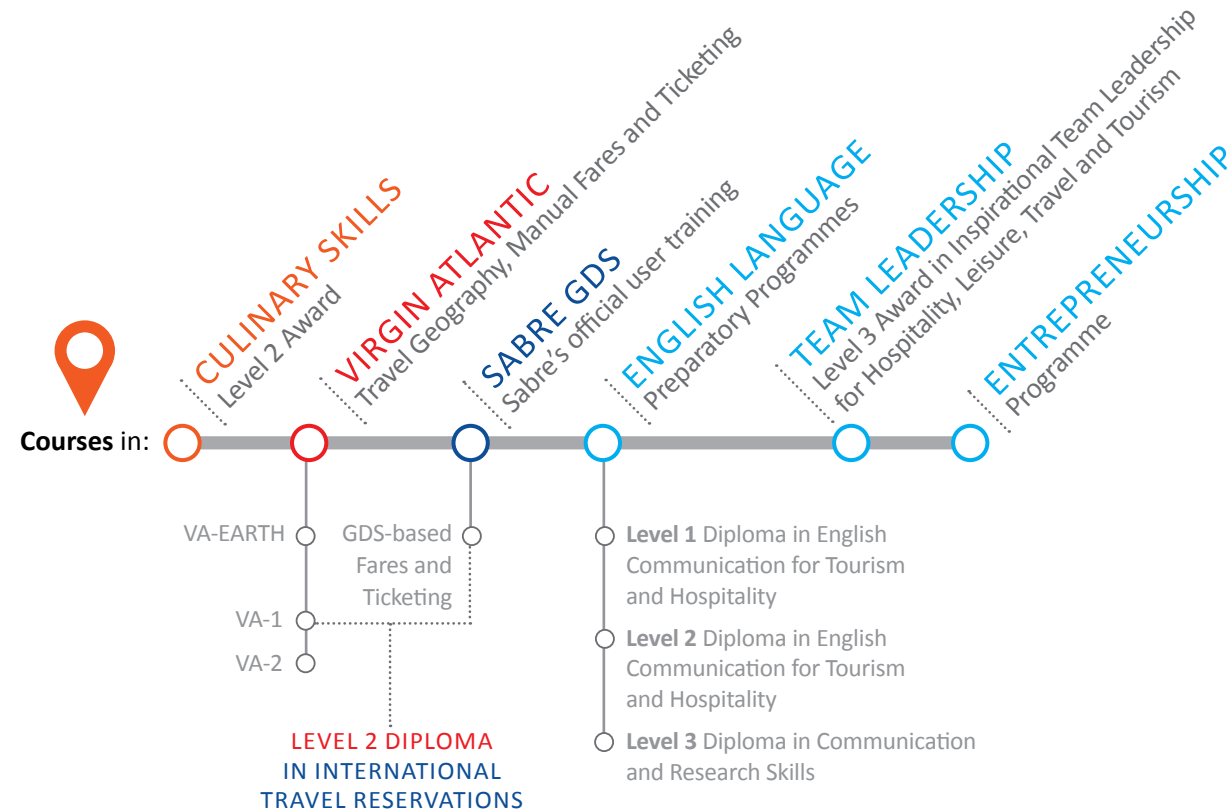 CULINARY SKILLS
Level 2 Award
VIRGIN ATLANTIC
Travel Geography, Manual Fares and Ticketing
SABRE GDS
Sabre's official user training
ENGLISH LANGUAGE
Preparatory Programmes
TEAM LEADERSHIP
Level 3 Award in Inspirational Team Leadership
for Hospitality, Leisure, Travel and Tourism
ENTREPRENEURSHIP
Programme
Courses in:
VA-EARTH
VA-1
VA-2
GDS-based
Fares and
Ticketing
LEVEL 2 DIPLOMA
IN INTERNATIONAL
TRAVEL RESERVATIONS
Level 1 Diploma in English
Communication for Tourism
and Hospitality
Level 2 Diploma in English
Communication for Tourism
and Hospitality
Level 3 Diploma in Communication
and Research Skills